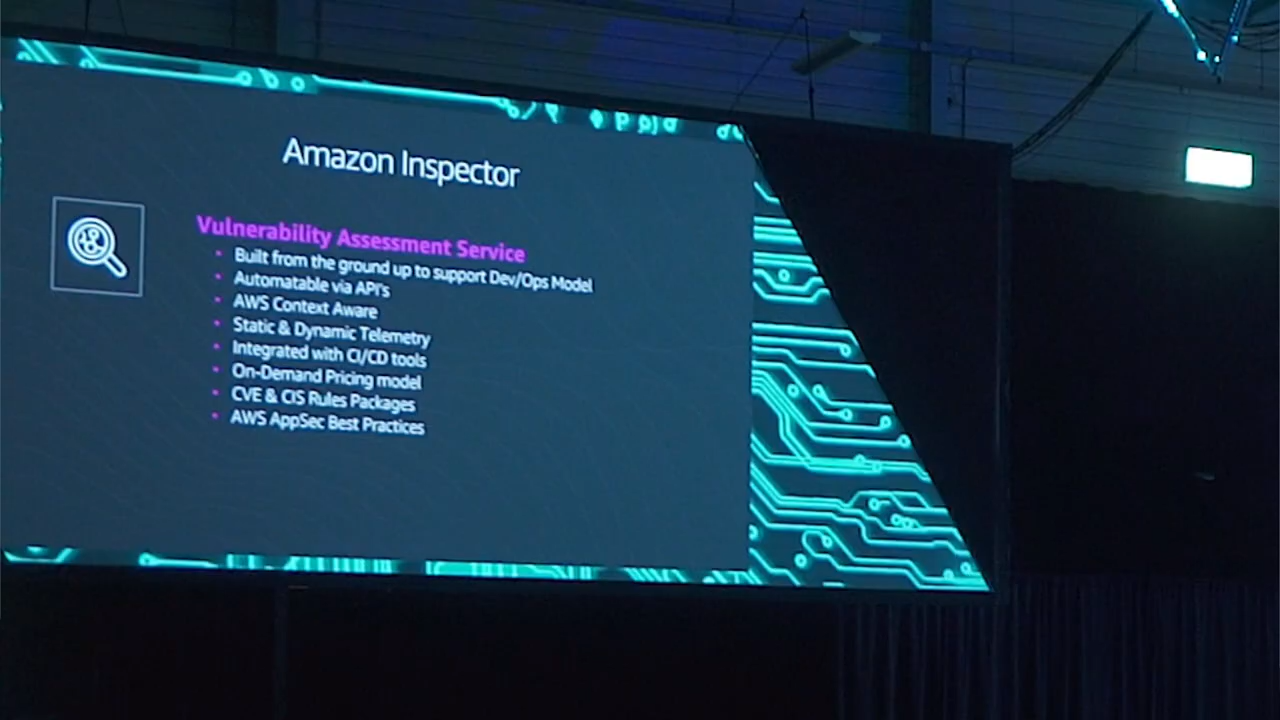 Amazon Inspector
Vulnerability Assessment Service
Built from the ground up to support Dev/Ops Model
Automatable via API's
AWS Context Aware
Static & Dynamic Telemetry
Integrated with CI/CD tools
On-Demand Pricing model
CVE & CIS Rules Packages
AWS AppSec Best Practices